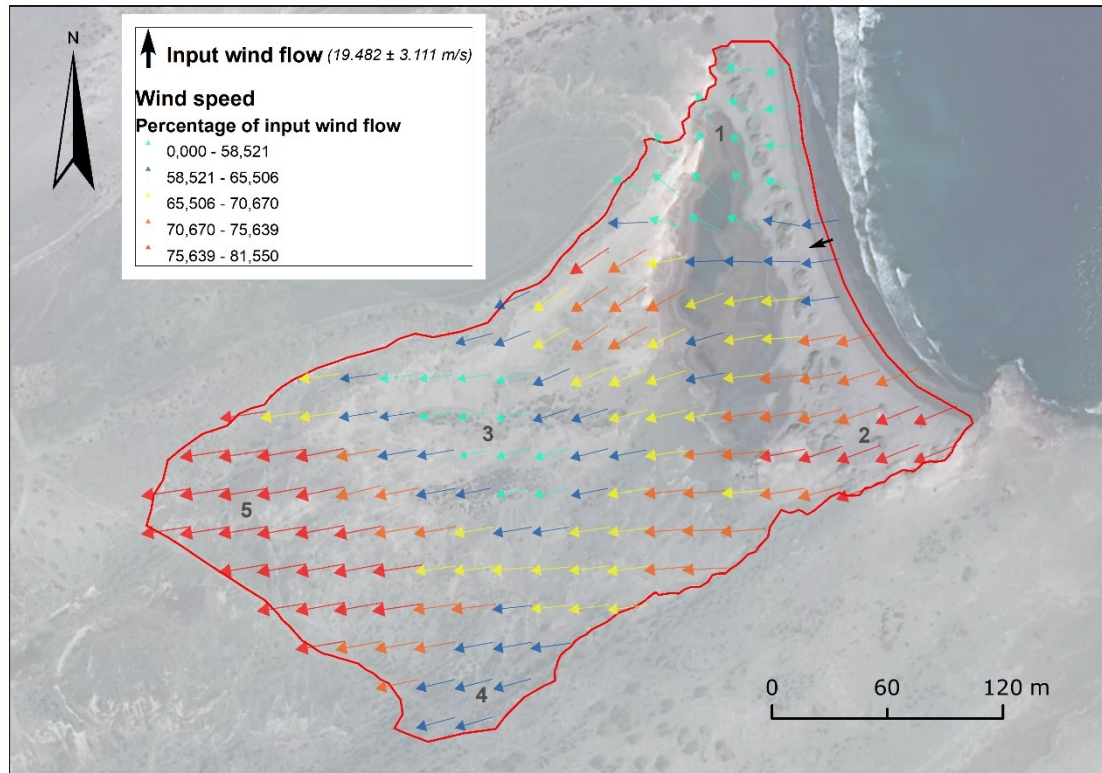 N
Input wind flow (19.482 ± 3.111 m/s)
Wind speed
Percentage of input wind flow
0,000 - 58,521
58,521 - 65,506
65,506 - 70,670
70,670 - 75,639
75,639 - 81,550
1
2
3
5
4
0 60 120 m